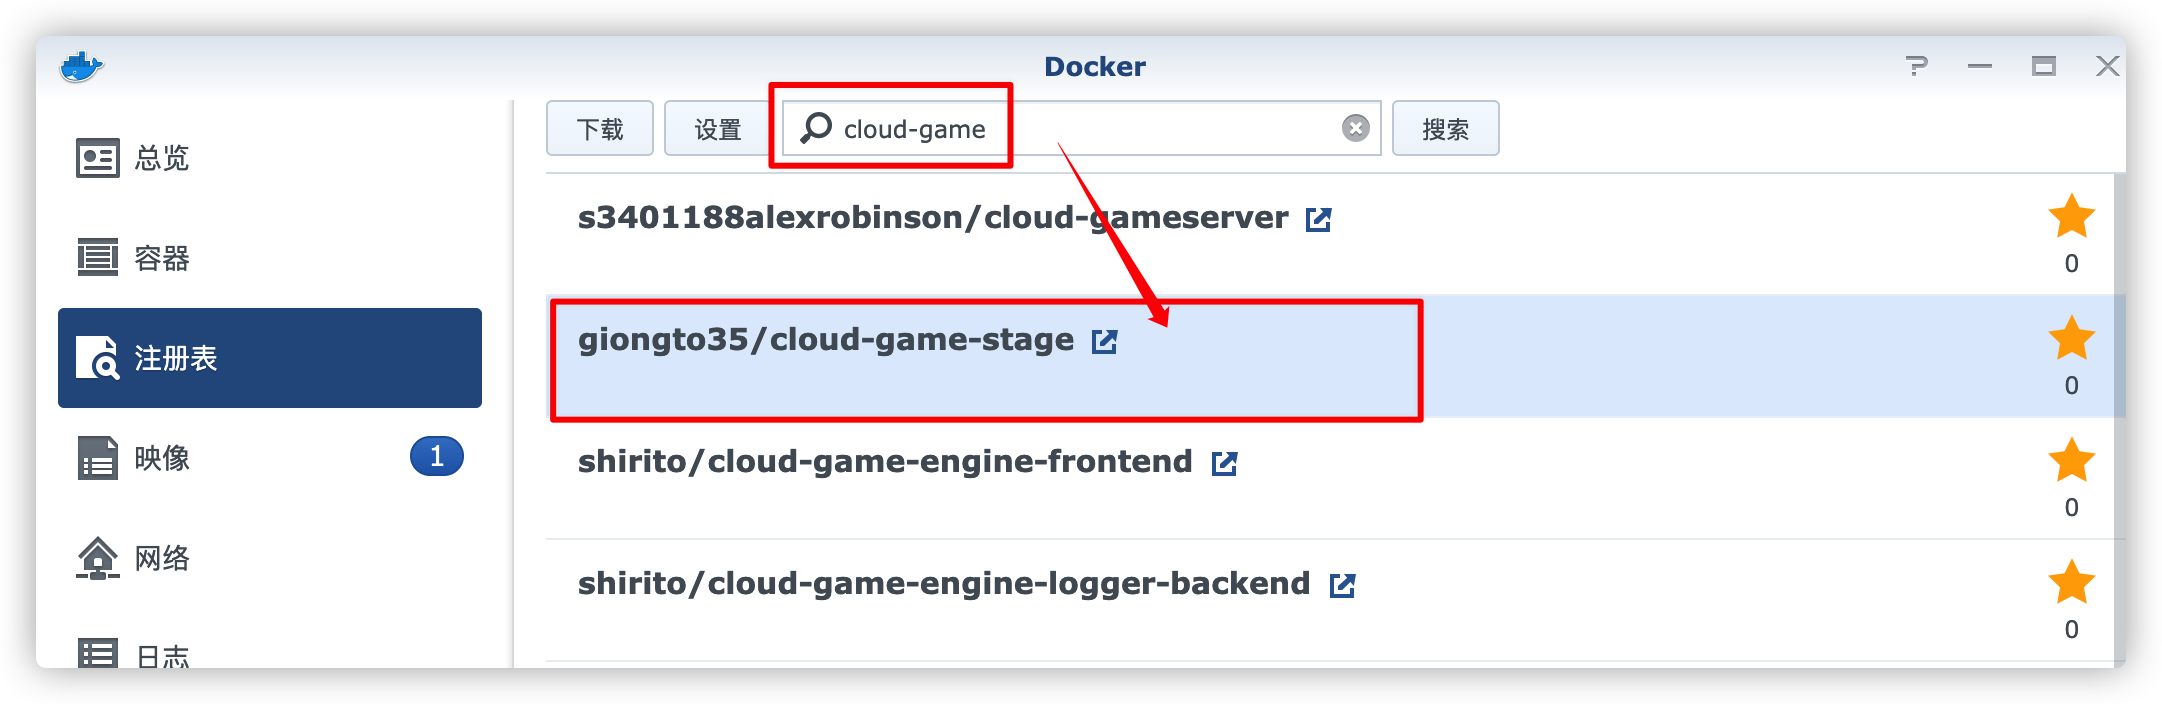 Docker
总览
容器
注册表
映像
1
网络
日志
下载
设置
cloud-game
搜索
s3401188alexrobinson/cloud-gameserver
0
giongto35/cloud-game-stage
0
shirito/cloud-game-engine-frontend
0
shirito/cloud-game-engine-logger-backend
0